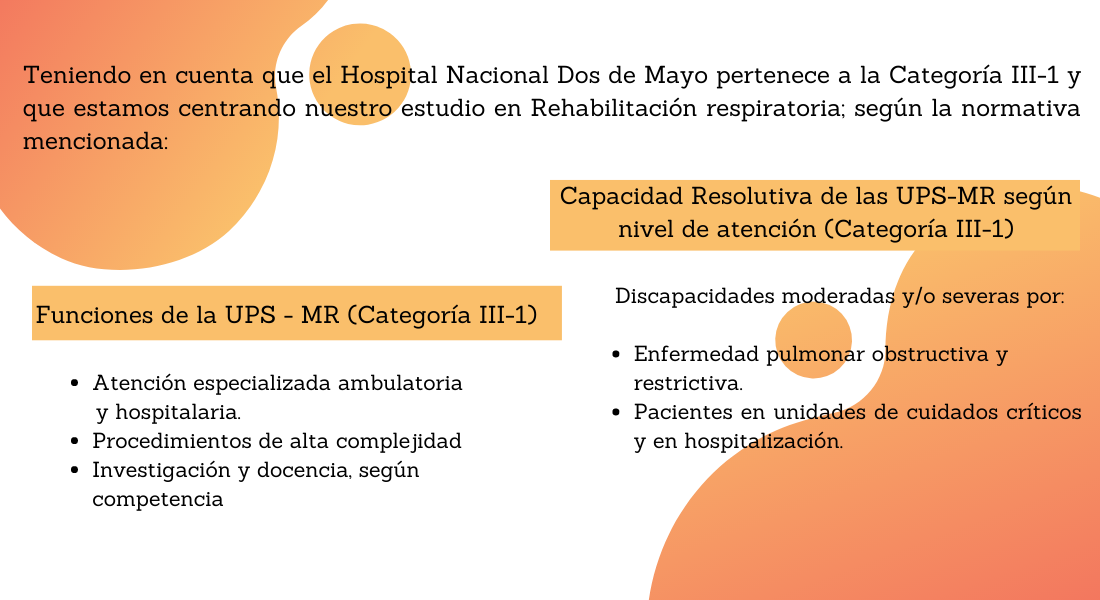 Teniendo en cuenta que el Hospital Nacional Dos de Mayo pertenece a la Categoría III-1 y
que estamos centrando nuestro estudio en Rehabilitación respiratoria; según la normativa
mencionada:
Funciones de la UPS - MR (Categoría III-1)
• Atención especializada ambulatoria
y hospitalaria.
• Procedimientos de alta complejidad
• Investigación y docencia, según
competencia
Capacidad Resolutiva de las UPS-MR según
nivel de atención (Categoría III-1)
Discapacidades moderadas y/o severas por:
• Enfermedad pulmonar obstructiva y
restrictiva.
• Pacientes en unidades de cuidados críticos
y en hospitalización.